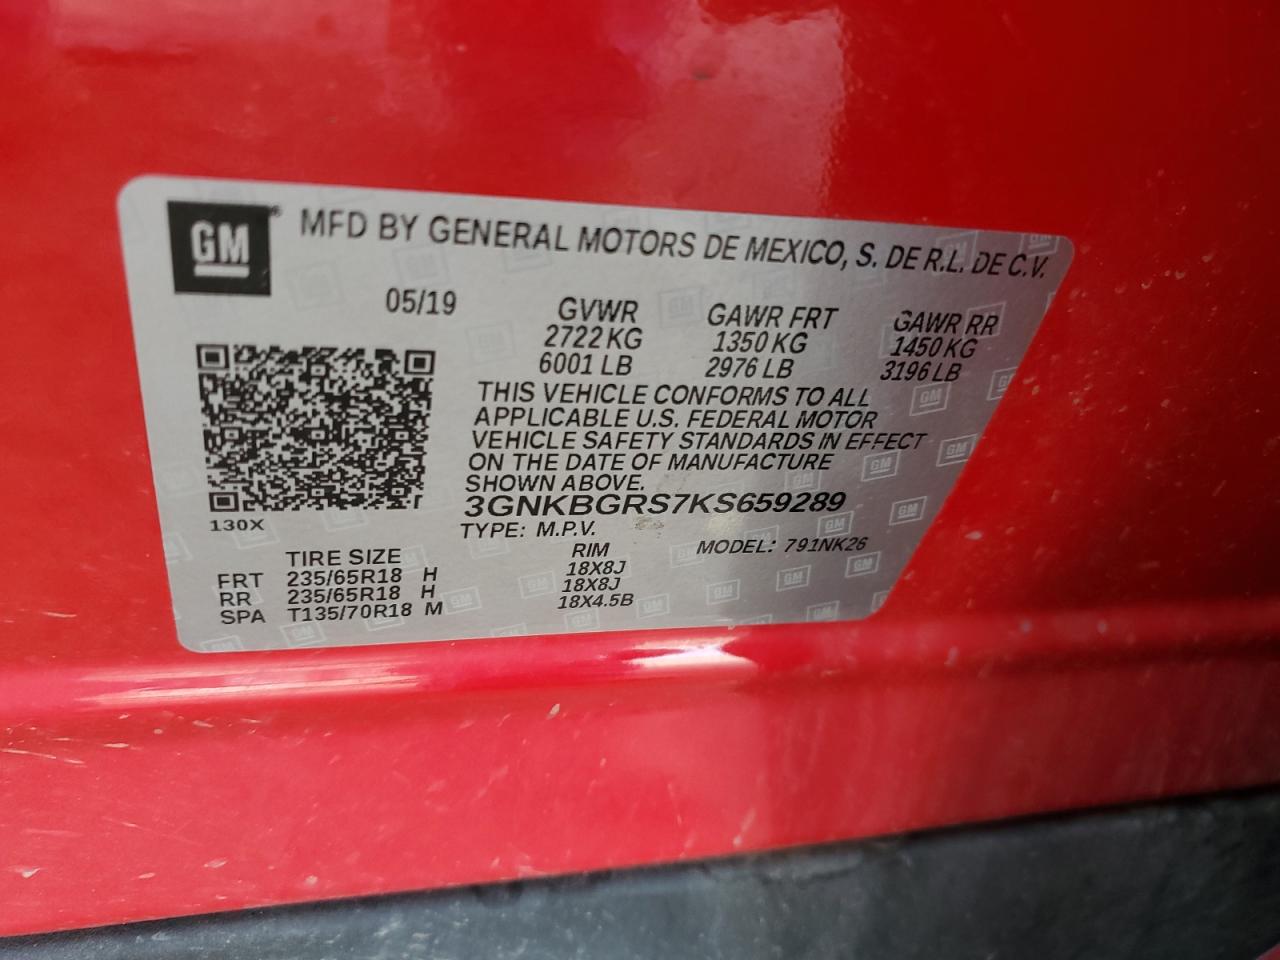 GM® MFD BY GENERAL MOTORS DE MEXICO, S. DE R.L. DE C.V.
05/19 GVWR GAWR FRT GAWR RR
2722 KG 1350 KG 1450 KG
6001 LB 2976 LB 3196 LB
THIS VEHICLE CONFORMS TO ALL
APPLICABLE U.S. FEDERAL MOTOR
VEHICLE SAFETY STANDARDS IN EFFECT
ON THE DATE OF MANUFACTURE
SHOWN ABOVE.
3GNKBGRS7KS659289
130X
TYPE: M.P.V. MODEL: 791NK26
TIRE SIZE RIM
FRT 235/65R18 H 18X8J
RR 235/65R18 H 18X8J
SPA T135/70R18 M 18X4.5B